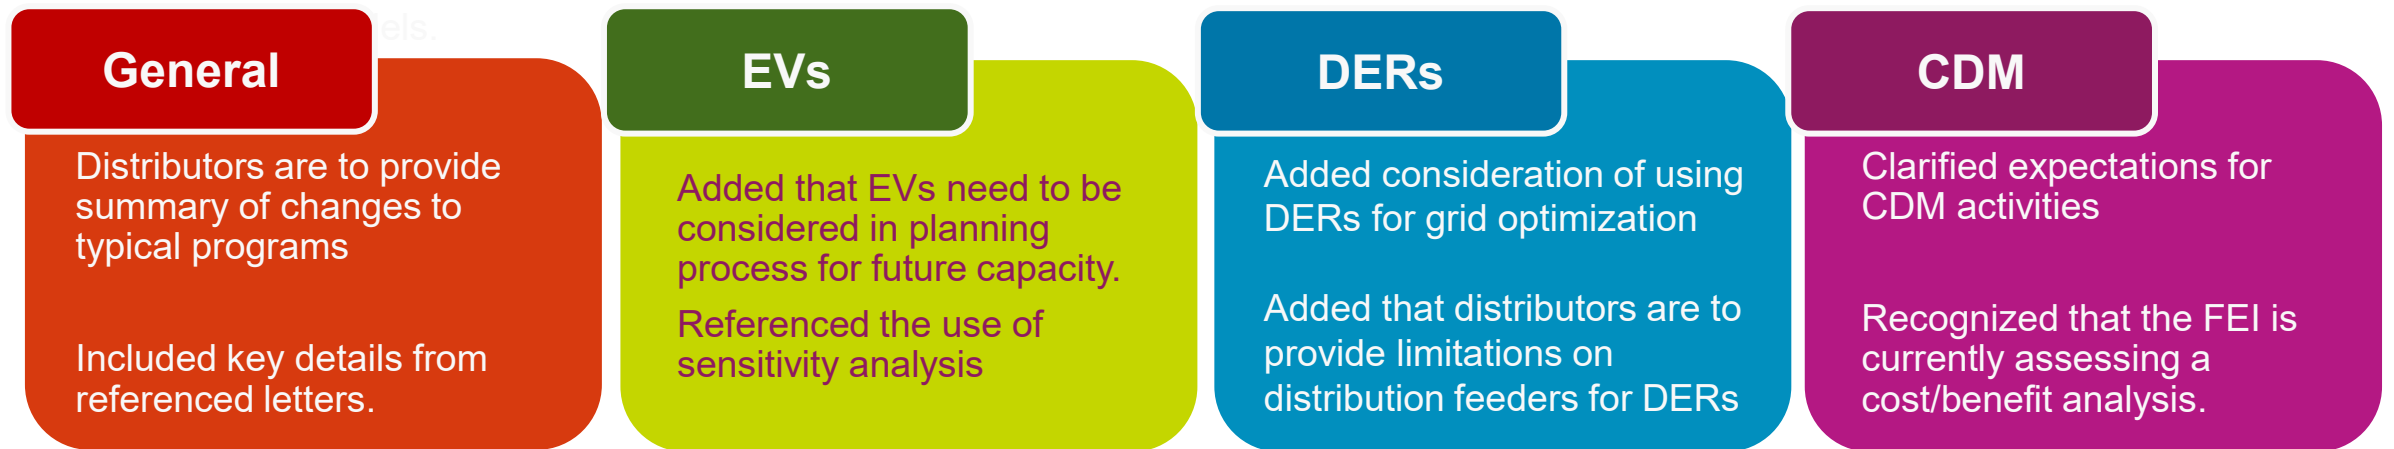 els.
General
Distributors are to provide
summary of changes to
typical programs
Included key details from
referenced letters.
EVs
Added that EVs need to be
considered in planning
process for future capacity.
Referenced the use of
sensitivity analysis
DERs
Added consideration of using
DERs for grid optimization
Added that distributors are to
provide limitations on
distribution feeders for DERs
CDM
Clarified expectations for
CDM activities
Recognized that the FEI is
currently assessing a
cost/benefit analysis.